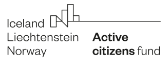 Iceland
Liechtenstein Active
Norway citizens fund